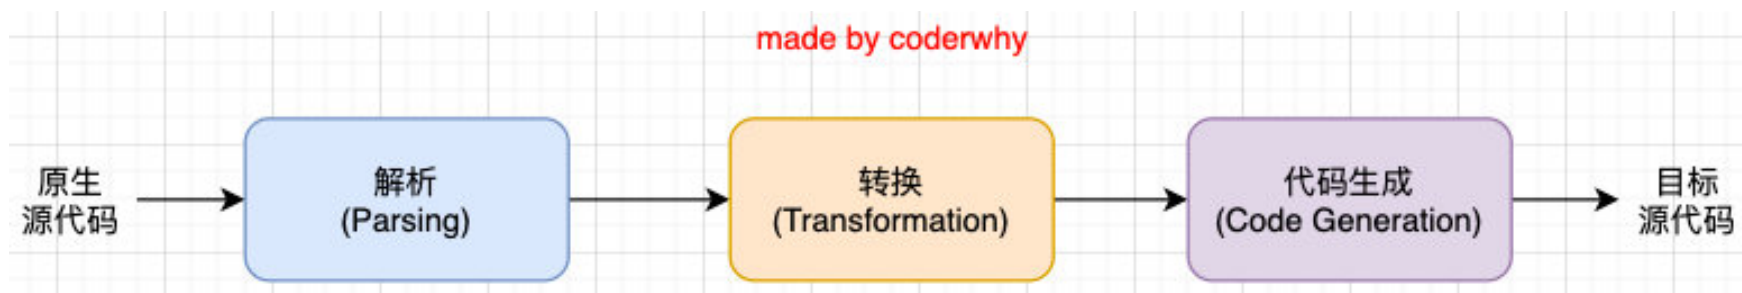 made by coderwhy
原生
源代码
解析
(Parsing)
转换
(Transformation)
代码生成
(Code Generation)
目标
源代码